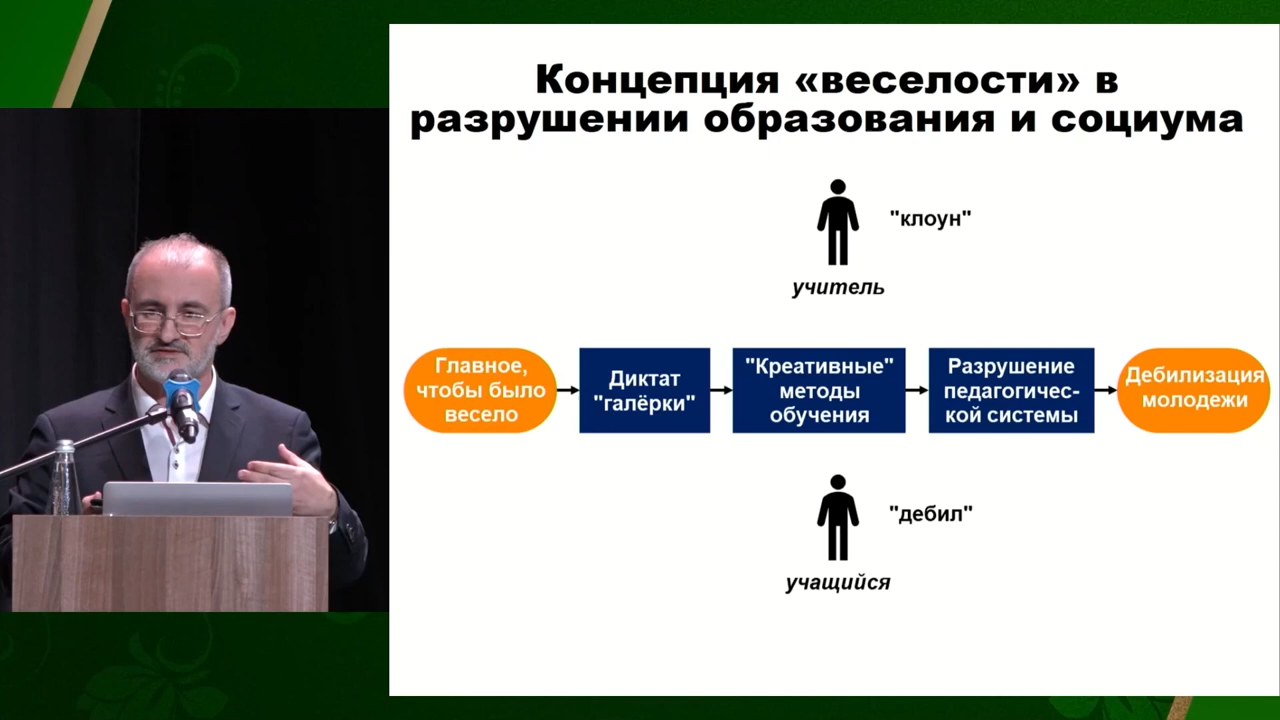 Концепция «веселости» в
разрушении образования и социума
"клоун"
учитель
Главное,
чтобы было
весело
Диктат
"галёрки"
"Креативные"
методы
обучения
Разрушение
педагогичес-
кой системы
Дебилизация
молодежи
"дебил"
учащийся